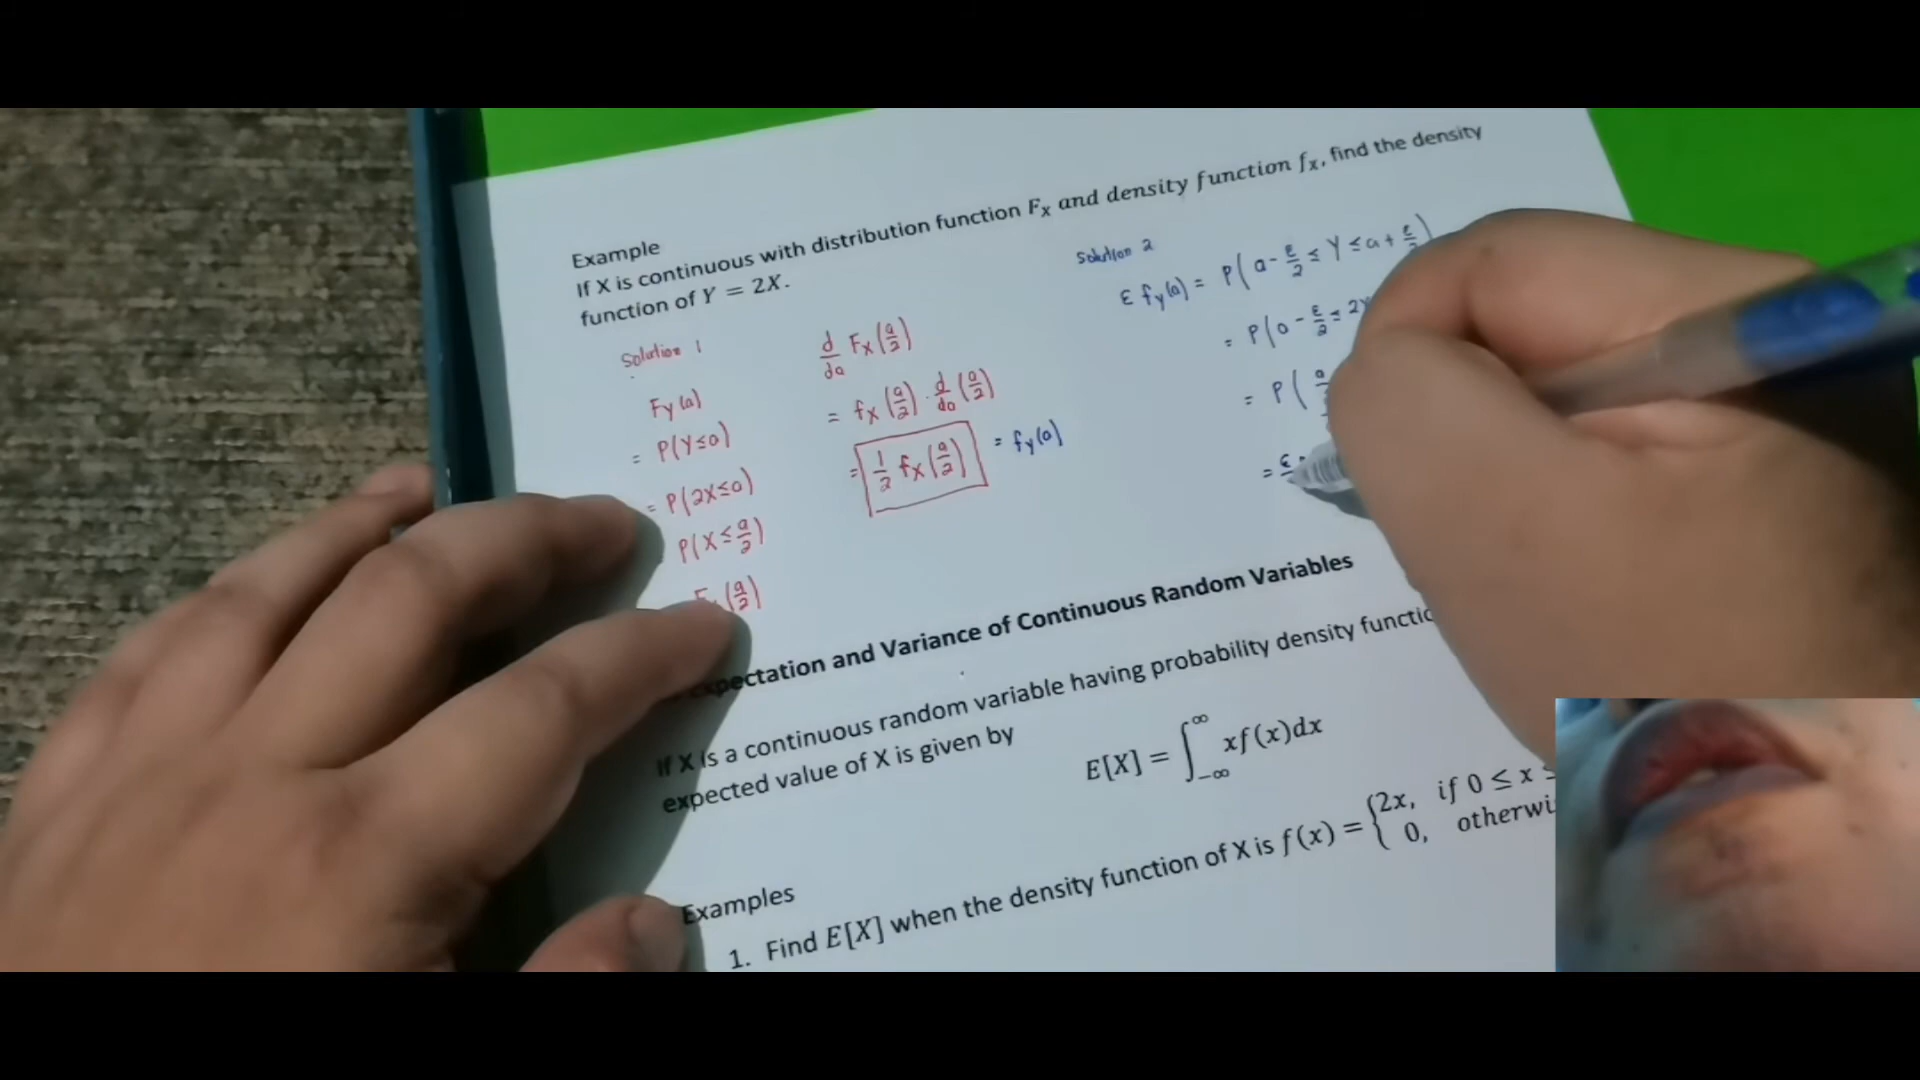 Example
If X is continuous with distribution function F_X and density function f_X, find the density
function of Y = 2X.
Solution 1
F_Y(a)
= P(Y ≤ a)
= P(2X ≤ a)
P(X ≤ a/2)
(a/2)
d/da F_X(a/2)
= f_X(a/2) · d/da (a/2)
= 1/2 f_X(a/2) = f_Y(a)
Solution 2
ε f_Y(a) = P(a - ε/2 ≤ Y ≤ a + ε/2)
= P(a - ε/2 ≤ 2X
= P(a
= ε
Expectation and Variance of Continuous Random Variables
If X is a continuous random variable having probability density functio
expected value of X is given by
E[X] = ∫_{-∞}^{∞} xf(x)dx
Examples
1. Find E[X] when the density function of X is f(x) = {2x, if 0 ≤ x ≤
0, otherwi